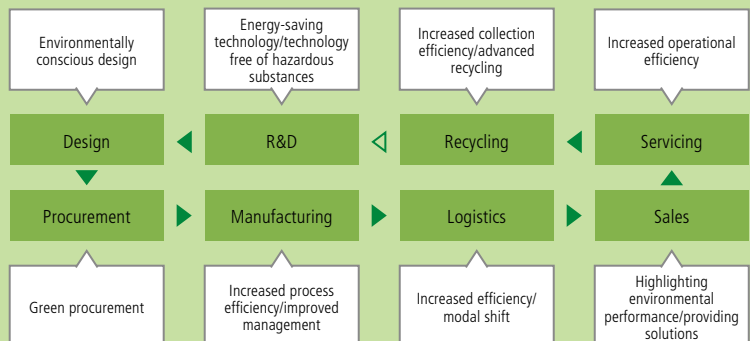 Environmentally
conscious design
Energy-saving
technology/technology
free of hazardous
substances
Increased collection
efficiency/advanced
recycling
Increased operational
efficiency
Design
R&D
Recycling
Servicing
Procurement
Manufacturing
Logistics
Sales
Green procurement
Increased process
efficiency/improved
management
Increased efficiency/
modal shift
Highlighting
environmental
performance/providing
solutions